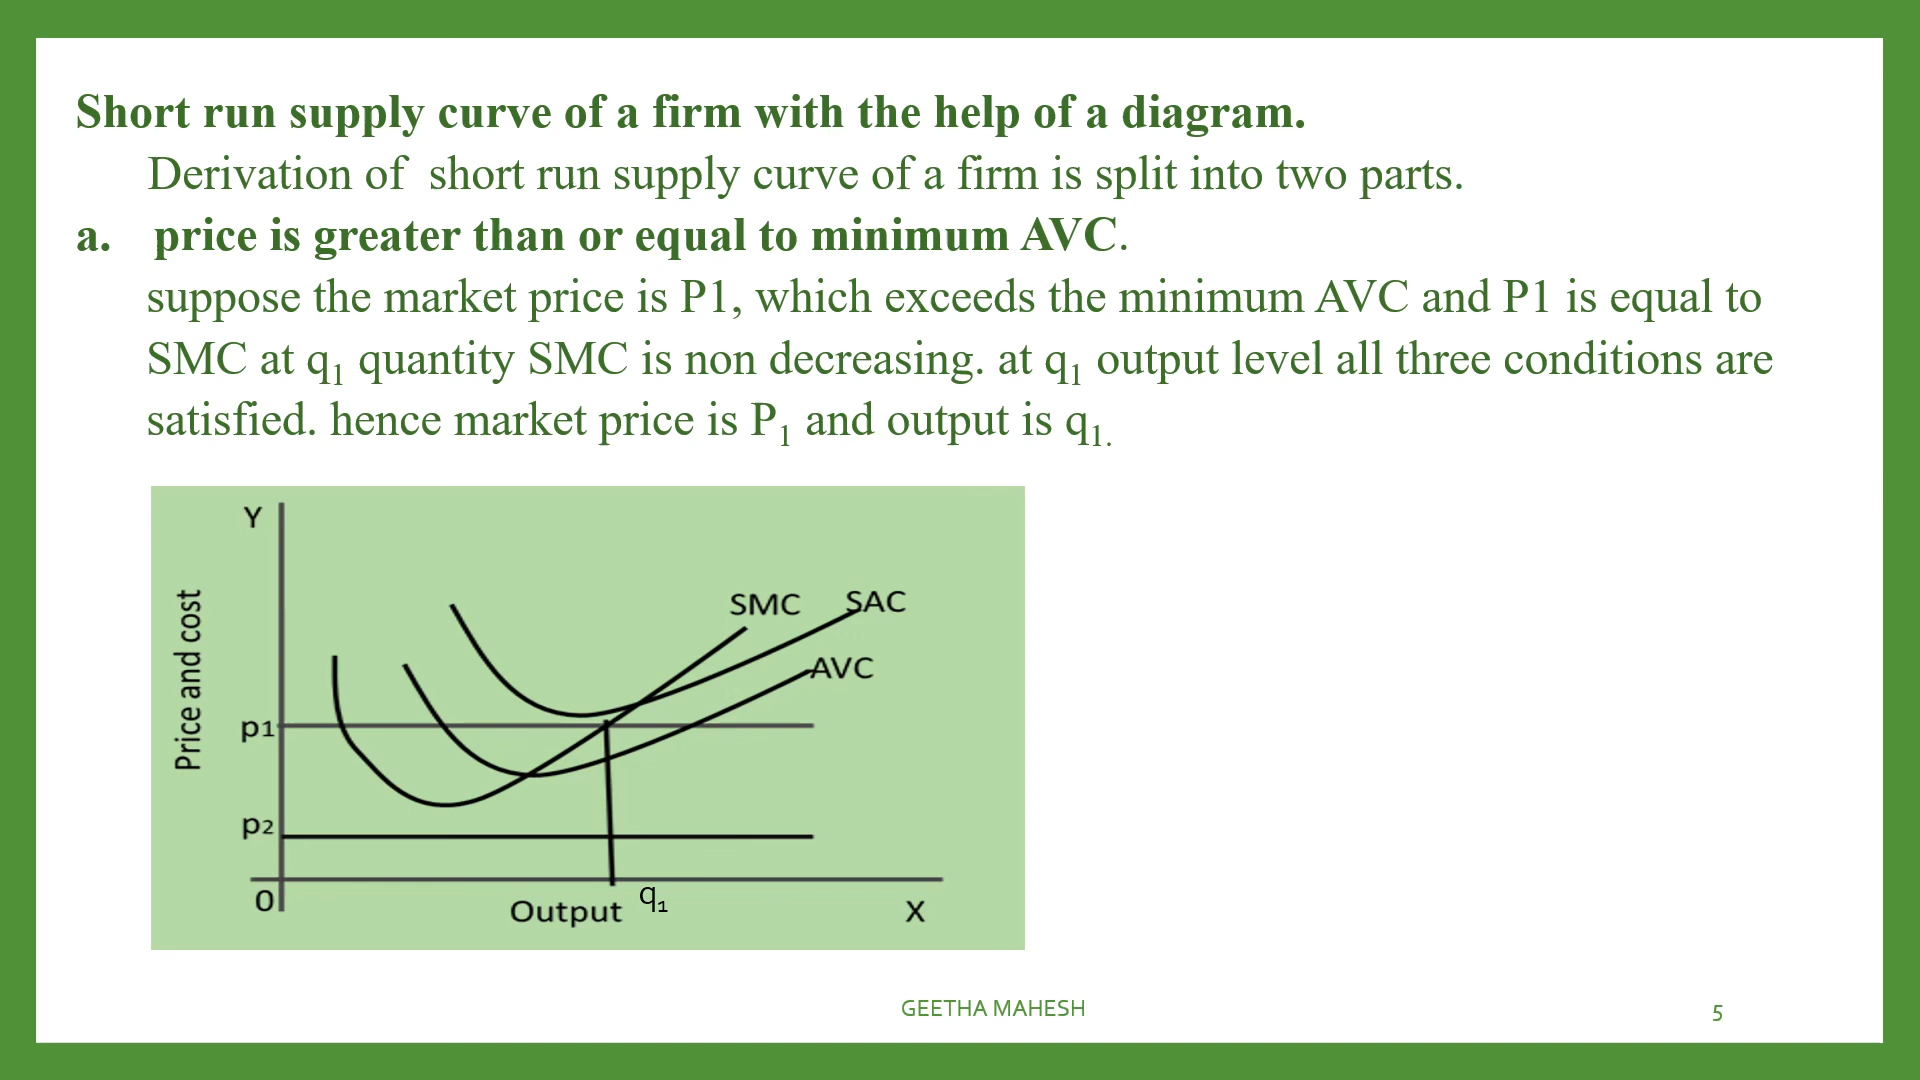 Short run supply curve of a firm with the help of a diagram.
Derivation of short run supply curve of a firm is split into two parts.
a. price is greater than or equal to minimum AVC.
suppose the market price is P1, which exceeds the minimum AVC and P1 is equal to
SMC at q1 quantity SMC is non decreasing. at q1 output level all three conditions are
satisfied. hence market price is P1 and output is q1.
Y
Price and cost
SMC
SAC
AVC
p1
p2
0
Output
q1
X
GEETHA MAHESH
5